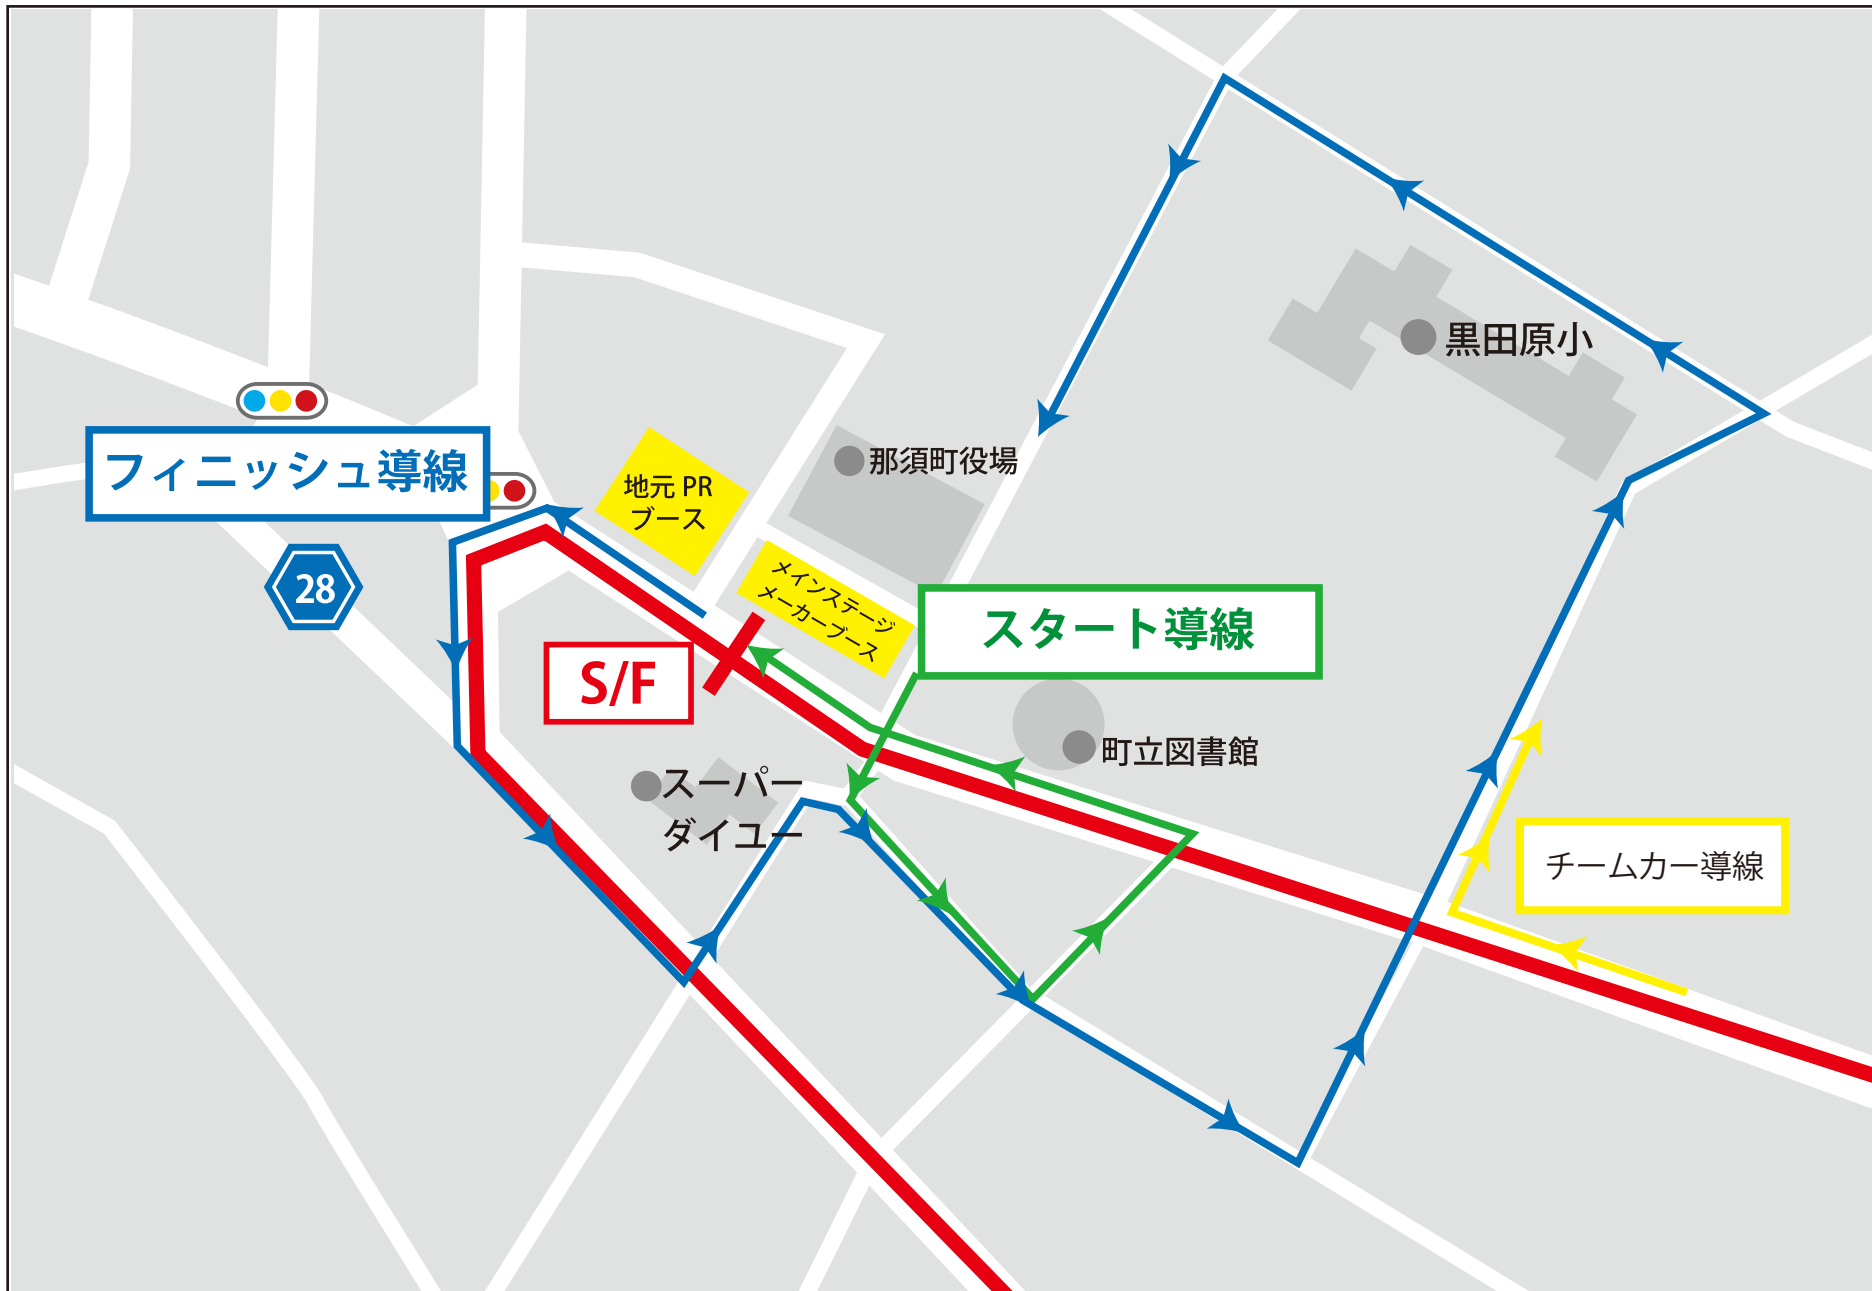 黒田原小
那須町役場
フィニッシュ導線
地元 PR
ブース
メインステージ
メーカーブース
28
スタート導線
S/F
町立図書館
スーパー
ダイユー
チームカー導線